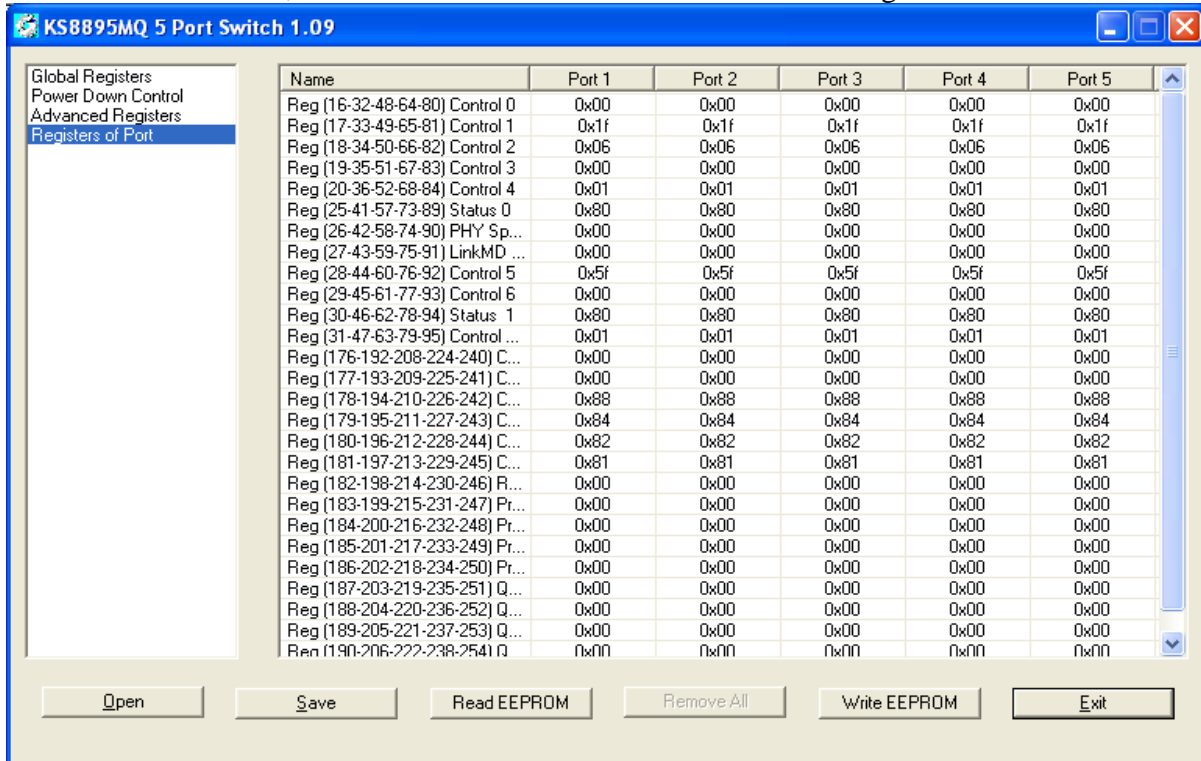 KS8895MQ 5 Port Switch 1.09
Global Registers
Power Down Control
Advanced Registers
Registers of Port
Name Port 1 Port 2 Port 3 Port 4 Port 5
Reg (16-32-48-64-80) Control 0 0x00 0x00 0x00 0x00 0x00
Reg (17-33-49-65-81) Control 1 0x1f 0x1f 0x1f 0x1f 0x1f
Reg (18-34-50-66-82) Control 2 0x06 0x06 0x06 0x06 0x06
Reg (19-35-51-67-83) Control 3 0x00 0x00 0x00 0x00 0x00
Reg (20-36-52-68-84) Control 4 0x01 0x01 0x01 0x01 0x01
Reg (25-41-57-73-89) Status 0 0x80 0x80 0x80 0x80 0x80
Reg (26-42-58-74-90) PHY Sp... 0x00 0x00 0x00 0x00 0x00
Reg (27-43-59-75-91) LinkMD ... 0x00 0x00 0x00 0x00 0x00
Reg (28-44-60-76-92) Control 5 0x5f 0x5f 0x5f 0x5f 0x5f
Reg (29-45-61-77-93) Control 6 0x00 0x00 0x00 0x00 0x00
Reg (30-46-62-78-94) Status 1 0x80 0x80 0x80 0x80 0x80
Reg (31-47-63-79-95) Control ... 0x01 0x01 0x01 0x01 0x01
Reg (176-192-208-224-240) C... 0x00 0x00 0x00 0x00 0x00
Reg (177-193-209-225-241) C... 0x00 0x00 0x00 0x00 0x00
Reg (178-194-210-226-242) C... 0x88 0x88 0x88 0x88 0x88
Reg (179-195-211-227-243) C... 0x84 0x84 0x84 0x84 0x84
Reg (180-196-212-228-244) C... 0x82 0x82 0x82 0x82 0x82
Reg (181-197-213-229-245) C... 0x81 0x81 0x81 0x81 0x81
Reg (182-198-214-230-246) R... 0x00 0x00 0x00 0x00 0x00
Reg (183-199-215-231-247) Pr... 0x00 0x00 0x00 0x00 0x00
Reg (184-200-216-232-248) Pr... 0x00 0x00 0x00 0x00 0x00
Reg (185-201-217-233-249) Pr... 0x00 0x00 0x00 0x00 0x00
Reg (186-202-218-234-250) Pr... 0x00 0x00 0x00 0x00 0x00
Reg (187-203-219-235-251) Q... 0x00 0x00 0x00 0x00 0x00
Reg (188-204-220-236-252) Q... 0x00 0x00 0x00 0x00 0x00
Reg (189-205-221-237-253) Q... 0x00 0x00 0x00 0x00 0x00
Reg (190-206-222-238-254) Q... 0x00 0x00 0x00 0x00 0x00
Open Save Read EEPROM Remove All Write EEPROM Exit